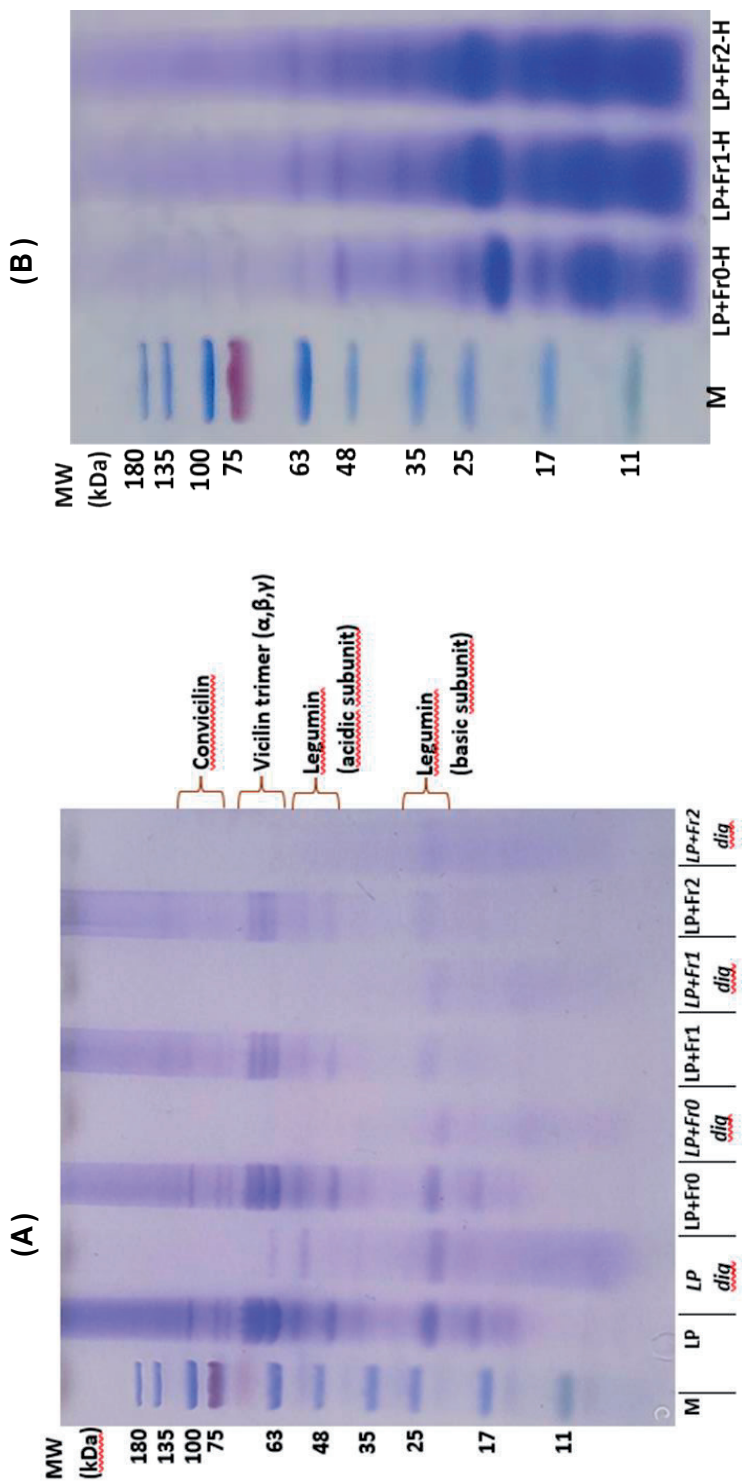 (A)
MW
(kDa)
180
135
100
75
63
48
35
25
17
11
Convicilin
Vicilin trimer (α,β,γ)
Legumin
(acidic subunit)
Legumin
(basic subunit)
M
LP
LP
dig
LP+Fr0
LP+Fr0
dig
LP+Fr1
LP+Fr1
dig
LP+Fr2
LP+Fr2
dig
(B)
MW
(kDa)
180
135
100
75
63
48
35
25
17
11
M
LP+Fr0-H
LP+Fr1-H
LP+Fr2-H